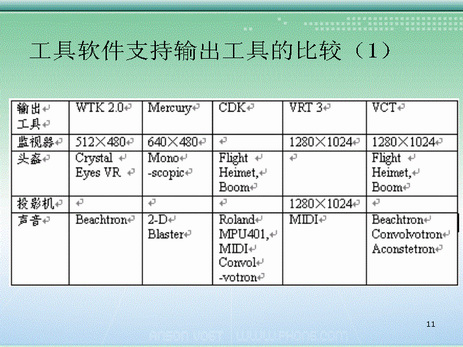 工具软件支持输出工具的比较（1）
输出工具 WTK 2.0 Mercury CDK VRT 3 VCT
监视器 512×480 640×480 1280×1024 1280×1024
头盔 Crystal Eyes VR Mono-scopic Flight Heimet, Boom Flight Heimet, Boom
投影机 1280×1024
声音 Beachtron 2-D Blaster Roland MPU401, MIDI Convol-votron MIDI Beachtron Convolvotron Aconstetron
11